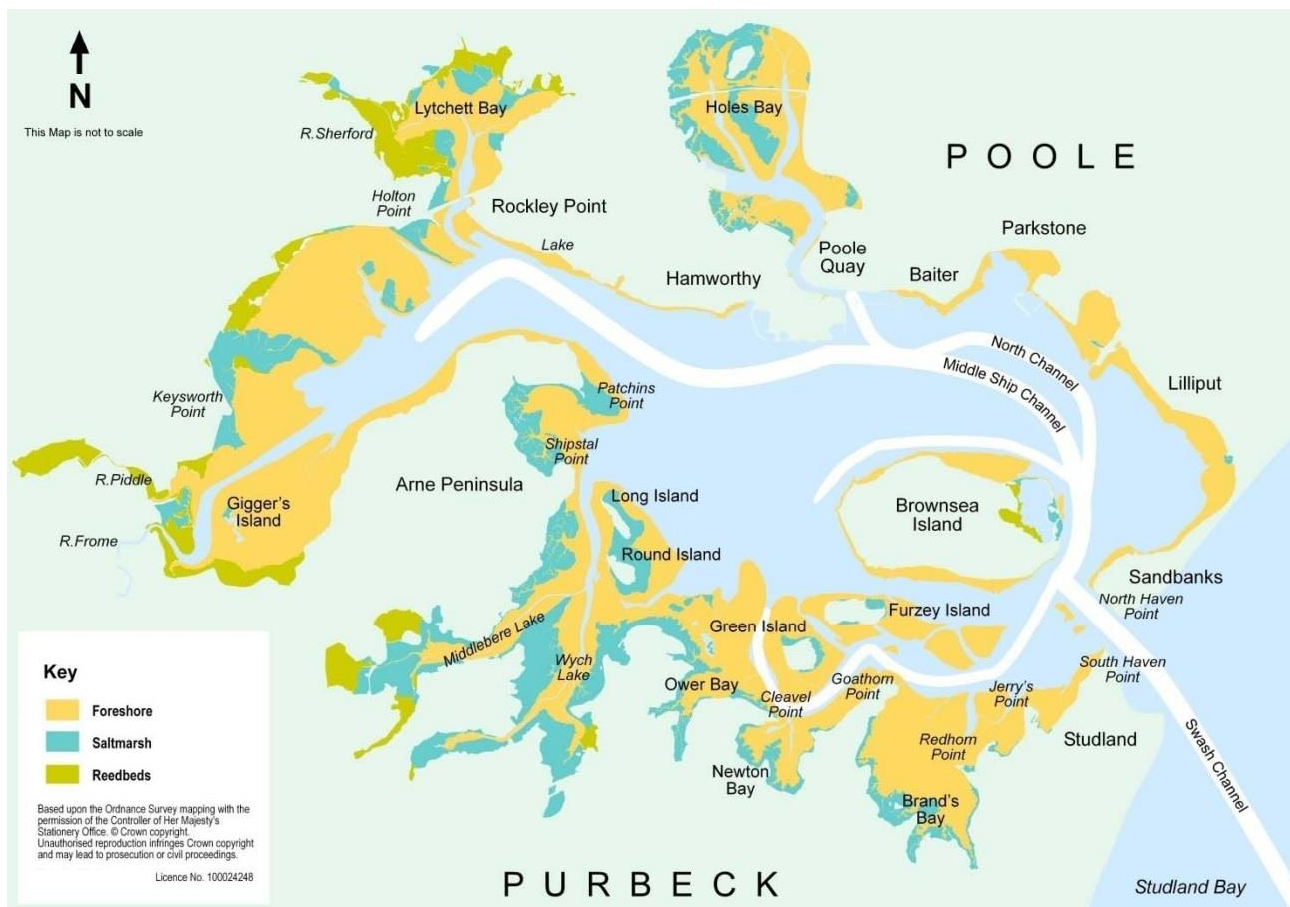 N
This Map is not to scale
Lytchett Bay
R.Sherford
Holes Bay
POOLE
Holton
Point
Rockley Point
Lake
Hamworthy
Poole
Quay
Baiter
Parkstone
North Channel
Middle Ship Channel
Lilliput
Keysworth
Point
Patchins
Point
Shipstal
Point
Arne Peninsula
R.Piddle
Gigger's
Island
R.Frome
Long Island
Round Island
Brownsea
Island
Sandbanks
North Haven
Point
Furzey Island
Green Island
Middlebere Lake
Wych
Lake
Ower Bay
Cleavel
Point
Goathorn
Point
Jerry's
Point
South Haven
Point
Redhorn
Point
Studland
Swash Channel
Newton
Bay
Brand's
Bay
PURBECK
Studland Bay
Key
Foreshore
Saltmarsh
Reedbeds
Based upon the Ordnance Survey mapping with the
permission of the Controller of Her Majesty's
Stationery Office. © Crown copyright.
Unauthorised reproduction infringes Crown copyright
and may lead to prosecution or civil proceedings.
Licence No. 100024248